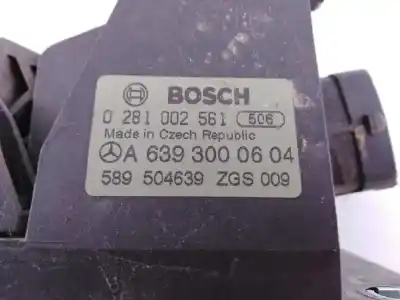 BOSCH
0 281 002 561 506
Made in Czech Republic
A 639 300 06 04
589 504639 ZGS 009